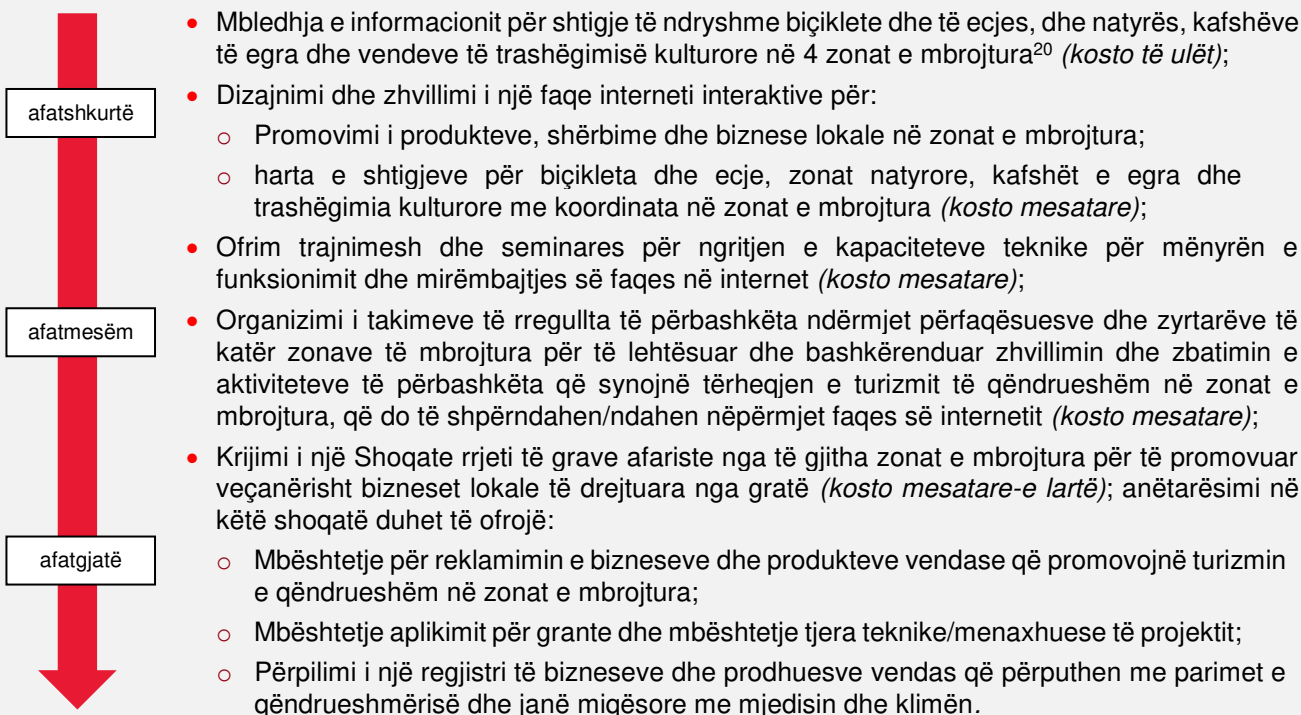 • Mbledhja e informacionit për shtigje të ndryshme biçiklete dhe të ecjes, dhe natyrës, kafshëve
të egra dhe vendeve të trashëgimisë kulturore në 4 zonat e mbrojtura²⁰ (kosto të ulët);
afatshkurtë
• Dizajnimi dhe zhvillimi i një faqe interneti interaktive për:
o Promovimi i produkteve, shërbime dhe biznese lokale në zonat e mbrojtura;
o harta e shtigjeve për biçikleta dhe ecje, zonat natyrore, kafshët e egra dhe
trashëgimia kulturore me koordinata në zonat e mbrojtura (kosto mesatare);
• Ofrim trajnimesh dhe seminares për ngritjen e kapaciteteve teknike për mënyrën e
funksionimit dhe mirëmbajtjes së faqes në internet (kosto mesatare);
afatmesëm
• Organizimi i takimeve të rregullta të përbashkëta ndërmjet përfaqësuesve dhe zyrtarëve të
katër zonave të mbrojtura për të lehtësuar dhe bashkërenduar zhvillimin dhe zbatimin e
aktiviteteve të përbashkëta që synojnë tërheqjen e turizmit të qëndrueshëm në zonat e
mbrojtura, që do të shpërndahen/ndahen nëpërmjet faqes së internetit (kosto mesatare);
• Krijimi i një Shoqate rrjeti të grave afariste nga të gjitha zonat e mbrojtura për të promovuar
veçanërisht bizneset lokale të drejtuara nga gratë (kosto mesatare-e lartë); anëtarësimi në
këtë shoqatë duhet të ofrojë:
afatgjatë
o Mbështetje për reklamimin e bizneseve dhe produkteve vendase që promovojnë turizmin
e qëndrueshëm në zonat e mbrojtura;
o Mbështetje aplikimit për grante dhe mbështetje tjera teknike/menaxhuese të projektit;
o Përpilimi i një regjistri të bizneseve dhe prodhuesve vendas që përputhen me parimet e
qëndrueshmërisë dhe janë miqësore me mjedisin dhe klimën.